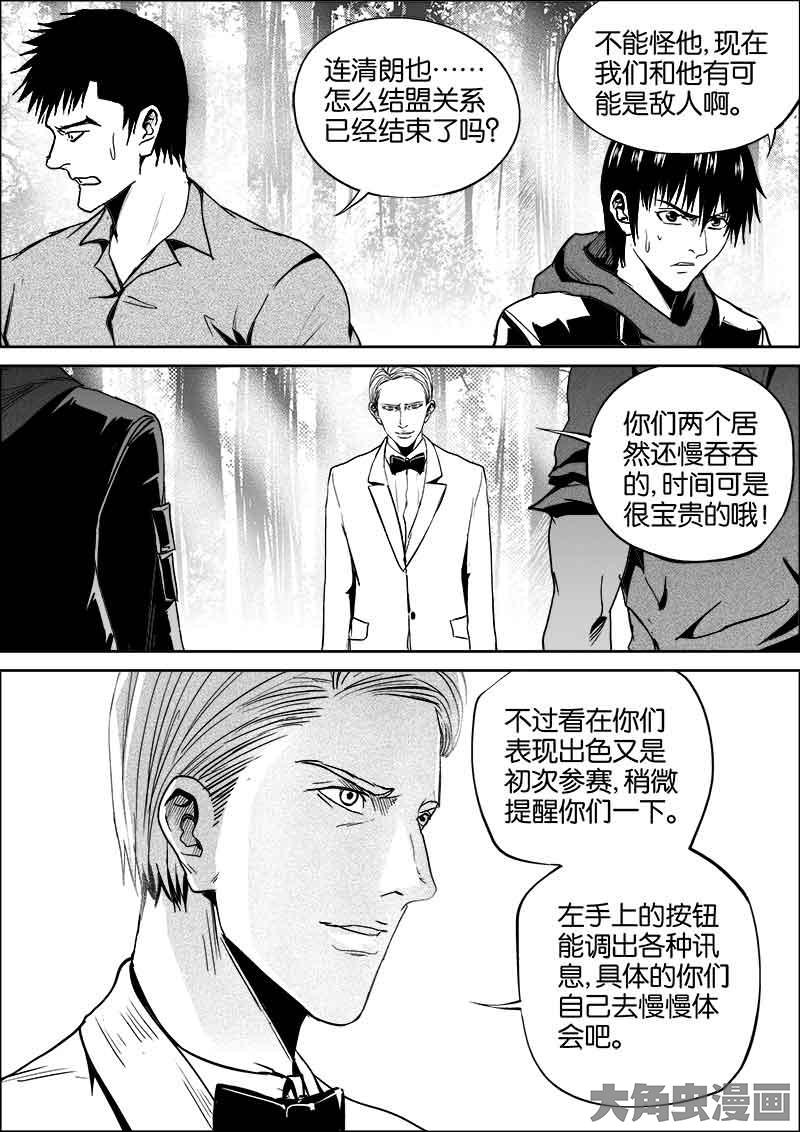 连清朗也……
怎么结盟关系
已经结束了吗?
不能怪他,现在
我们和他有可
能是敌人啊。
你们两个居
然还慢吞吞
的,时间可是
很宝贵的哦!
不过看在你们
表现出色又是
初次参赛,稍微
提醒你们一下。
左手上的按钮
能调出各种讯
息,具体的你们
自己去慢慢体
会吧。
大角虫漫画